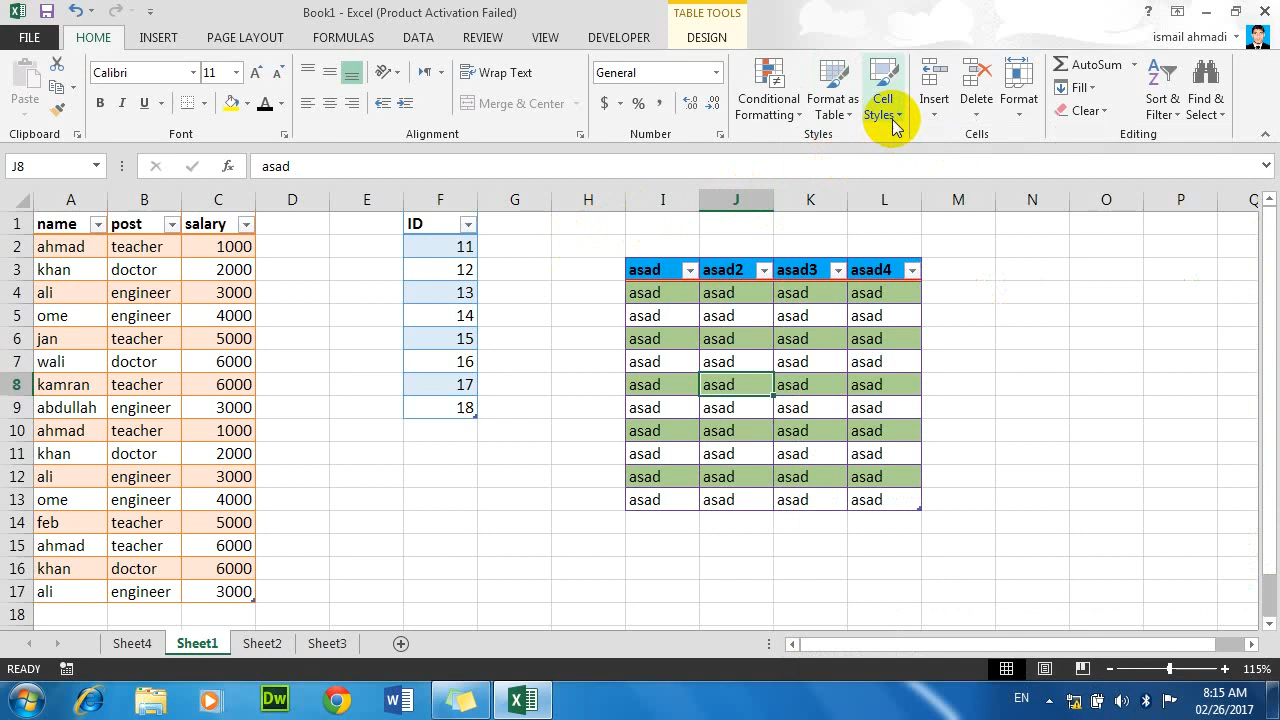 Book1 - Excel (Product Activation Failed)
TABLE TOOLS
FILE HOME INSERT PAGE LAYOUT FORMULAS DATA REVIEW VIEW DEVELOPER DESIGN ismail ahmadi
Paste
Clipboard
Calibri 11
B I U
A
Font
Wrap Text
Merge & Center
Alignment
General
$ % ,
Number
Conditional Formatting
Format as Table
Cell Styles
Styles
Insert Delete Format
Cells
AutoSum
Fill
Clear
Sort & Filter
Find & Select
Editing
J8 fx asad
A B C D E F G H I J K L M N O P Q
1 name post salary ID
2 ahmad teacher 1000 11
3 khan doctor 2000 12 asad asad2 asad3 asad4
4 ali engineer 3000 13 asad asad asad asad
5 ome engineer 4000 14 asad asad asad asad
6 jan teacher 5000 15 asad asad asad asad
7 wali doctor 6000 16 asad asad asad asad
8 kamran teacher 6000 17 asad asad asad asad
9 abdullah engineer 3000 18 asad asad asad asad
10 ahmad teacher 1000 asad asad asad asad
11 khan doctor 2000 asad asad asad asad
12 ali engineer 3000 asad asad asad asad
13 ome engineer 4000 asad asad asad asad
14 feb teacher 5000
15 ahmad teacher 6000
16 khan doctor 6000
17 ali engineer 3000
18
Sheet4 Sheet1 Sheet2 Sheet3
READY 115%
Dw EN 8:15 AM
02/26/2017